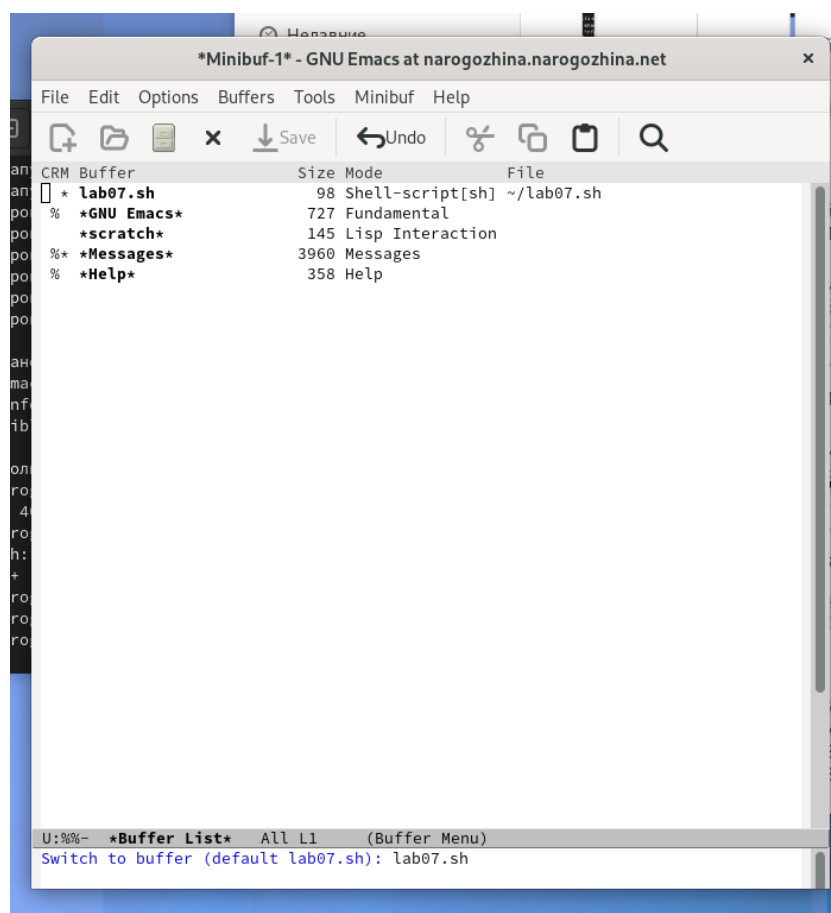 Недавние
*Minibuf-1* - GNU Emacs at narogozhina.narogozhina.net
File Edit Options Buffers Tools Minibuf Help
Save Undo
CRM Buffer Size Mode File
* lab07.sh 98 Shell-script[sh] ~/lab07.sh
% *GNU Emacs* 727 Fundamental
*scratch* 145 Lisp Interaction
%* *Messages* 3960 Messages
% *Help* 358 Help
U:%%- *Buffer List* All L1 (Buffer Menu)
Switch to buffer (default lab07.sh): lab07.sh